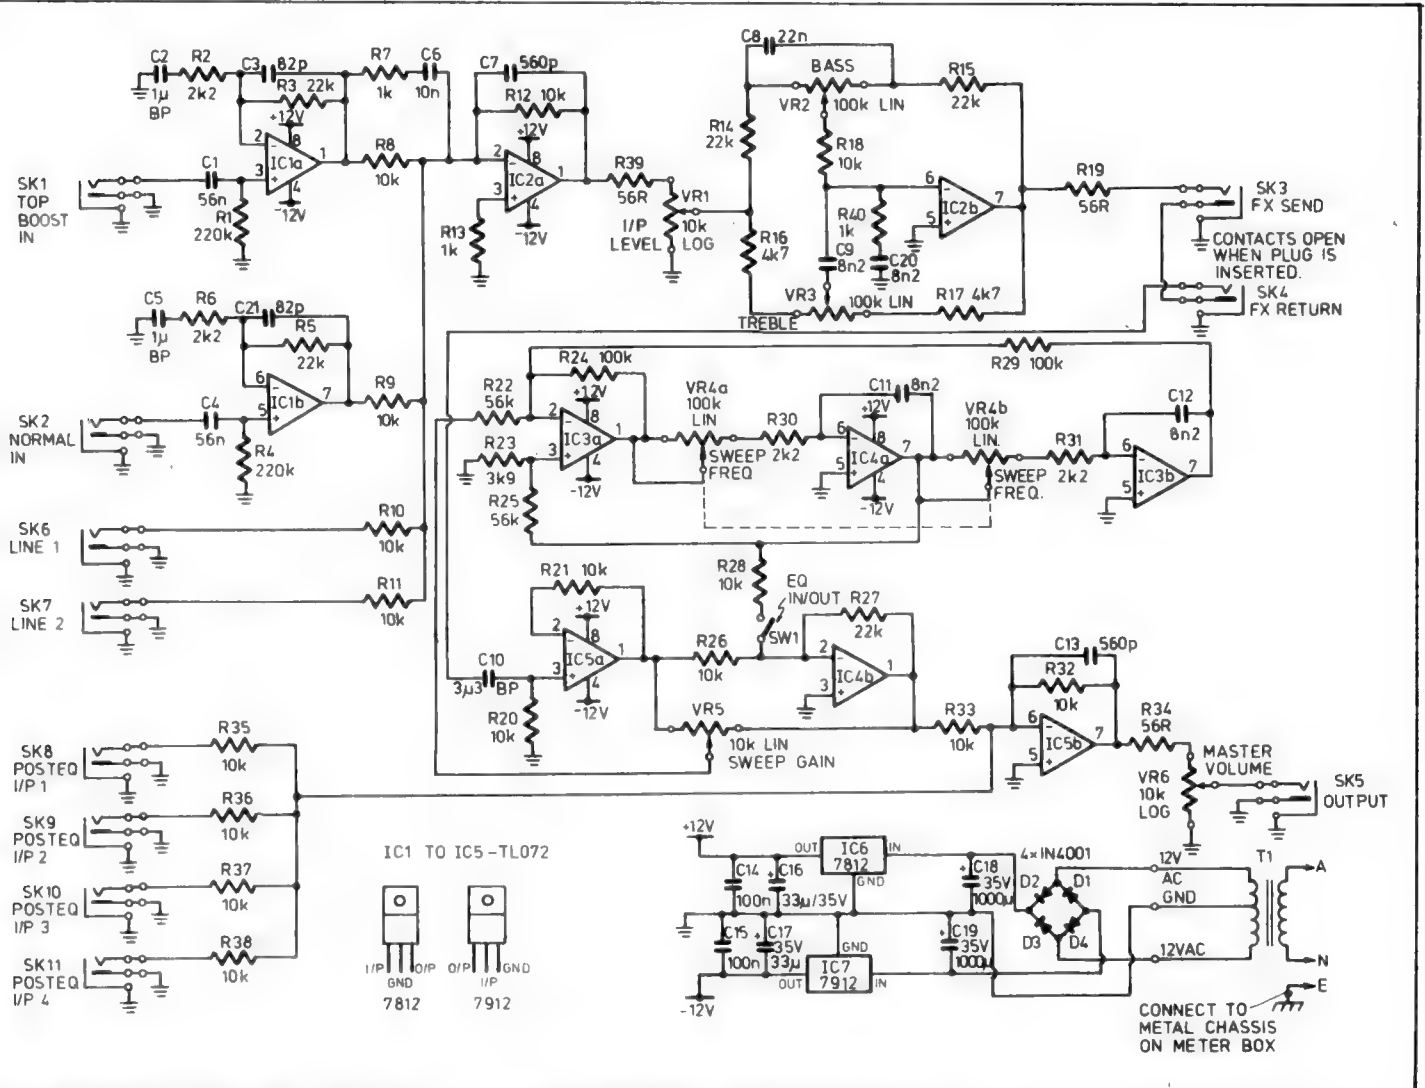 C2
1µ
BP
R2
2k2
C3
82p
R3 22k
+12V
2
3
8
IC1a
1
4
-12V
R7
1k
C6
10n
R8
10k
SK1
TOP
BOOST
IN
C1
56n
R1
220k
C7
560p
R12 10k
+12V
2
3
8
IC2a
1
4
-12V
R13
1k
R39
56R
VR1
10k
LOG
I/P
LEVEL
C8
22n
BASS
VR2
100k LIN
R15
22k
R14
22k
R18
10k
R40
1k
C9
8n2
C20
8n2
6
5
IC2b
7
R16
4k7
VR3
100k LIN
TREBLE
R17 4k7
R19
56R
SK3
FX SEND
CONTACTS OPEN
WHEN PLUG IS
INSERTED.
SK4
FX RETURN
C5
1µ
BP
R6
2k2
C21
82p
R5
22k
6
5
IC1b
7
R9
10k
SK2
NORMAL
IN
C4
56n
R4
220k
R24 100k
R29 100k
R22
56k
+12V
2
3
8
IC3a
1
4
-12V
R23
3k9
R25
56k
VR4a
100k
LIN
SWEEP
FREQ
R30
2k2
C11
8n2
+12V
6
5
8
IC4a
7
4
-12V
VR4b
100k
LIN.
SWEEP
FREQ.
R31
2k2
C12
8n2
6
5
IC3b
7
SK6
LINE 1
R10
10k
SK7
LINE 2
R11
10k
R21 10k
+12V
2
3
8
IC5a
1
4
-12V
C10
3µ3 BP
R20
10k
R28
10k
EQ
IN/OUT
SW1
R26
10k
R27
22k
2
3
IC4b
1
VR5
10k LIN
SWEEP GAIN
R33
10k
C13
560p
R32
10k
6
5
IC5b
7
R34
56R
MASTER
VOLUME
VR6
10k
LOG
SK5
OUTPUT
SK8
POSTEQ
I/P 1
R35
10k
SK9
POSTEQ
I/P 2
R36
10k
SK10
POSTEQ
I/P 3
R37
10k
SK11
POSTEQ
I/P 4
R38
10k
IC1 TO IC5-TL072
I/P
O/P
GND
7812
O/P
GND
I/P
7912
+12V
OUT
IC6
7812
IN
GND
C14
100n
+
C16
33µ/35V
+
C18
35V
1000µ
4×IN4001
D2
D1
D3
D4
12V
AC
GND
12VAC
T1
A
N
E
C15
100n
+
C17
35V
33µ
GND
OUT
IC7
7912
IN
+
C19
35V
1000µ
-12V
CONNECT TO
METAL CHASSIS
ON METER BOX